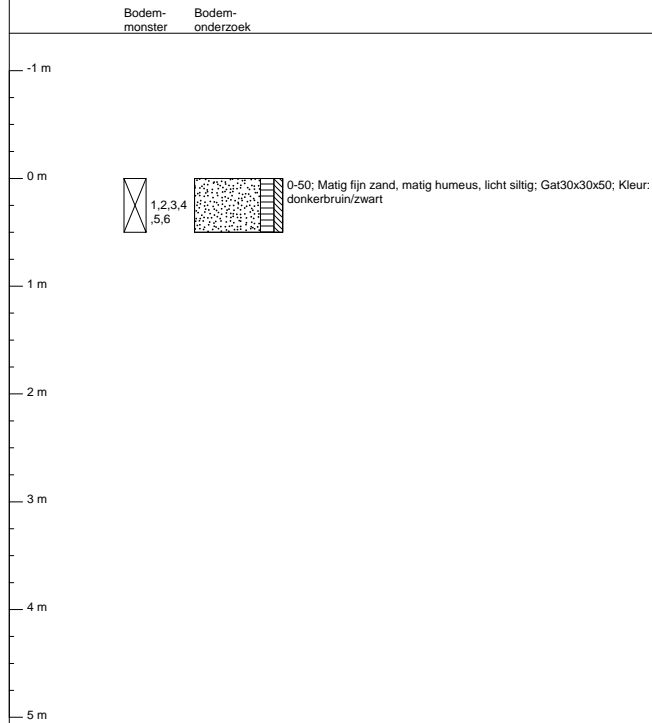 Bodem-
monster
Bodem-
onderzoek
-1 m
0 m
1,2,3,4
,5,6
0-50; Matig fijn zand, matig humeus, licht siltig; Gat30x30x50; Kleur:
donkerbruin/zwart
1 m
2 m
3 m
4 m
5 m